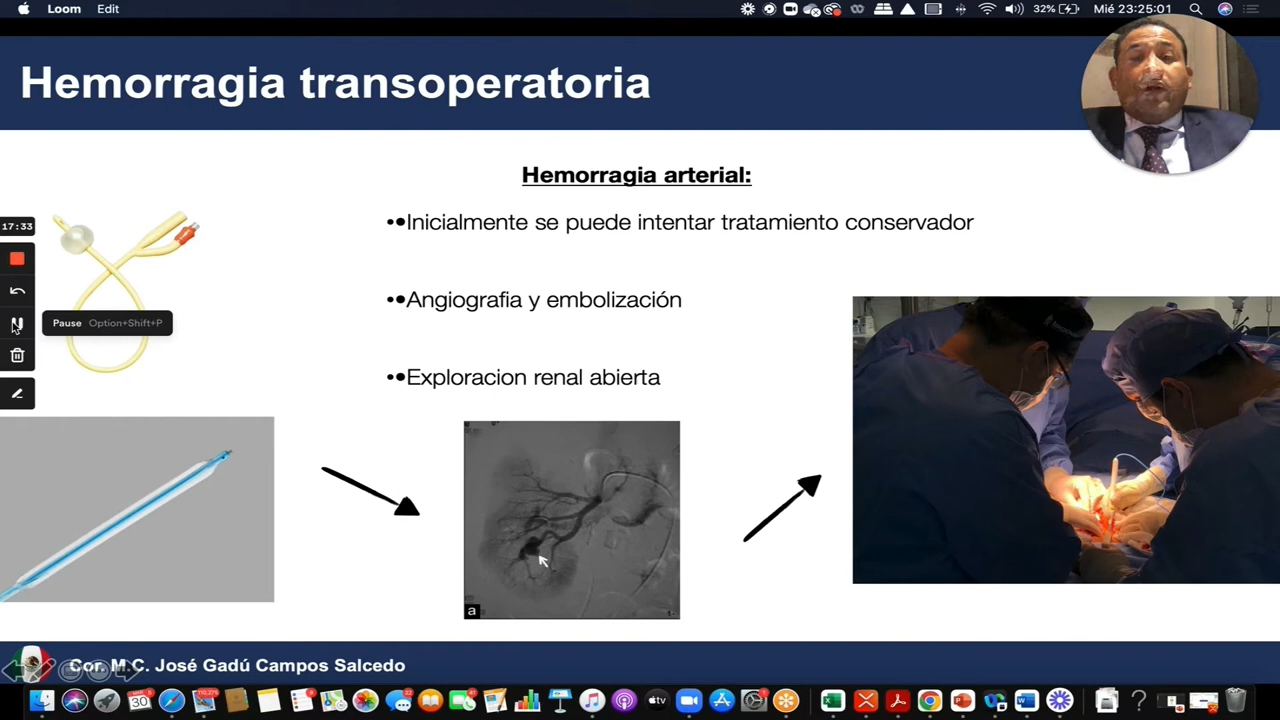 Loom Edit
32% Mié 23:25:01
Hemorragia transoperatoria
Hemorragia arterial:
••Inicialmente se puede intentar tratamiento conservador
17:33
••Angiografia y embolización
Pause Option+Shift+P
••Exploracion renal abierta
a
Cor. M.C. José Gadú Campos Salcedo